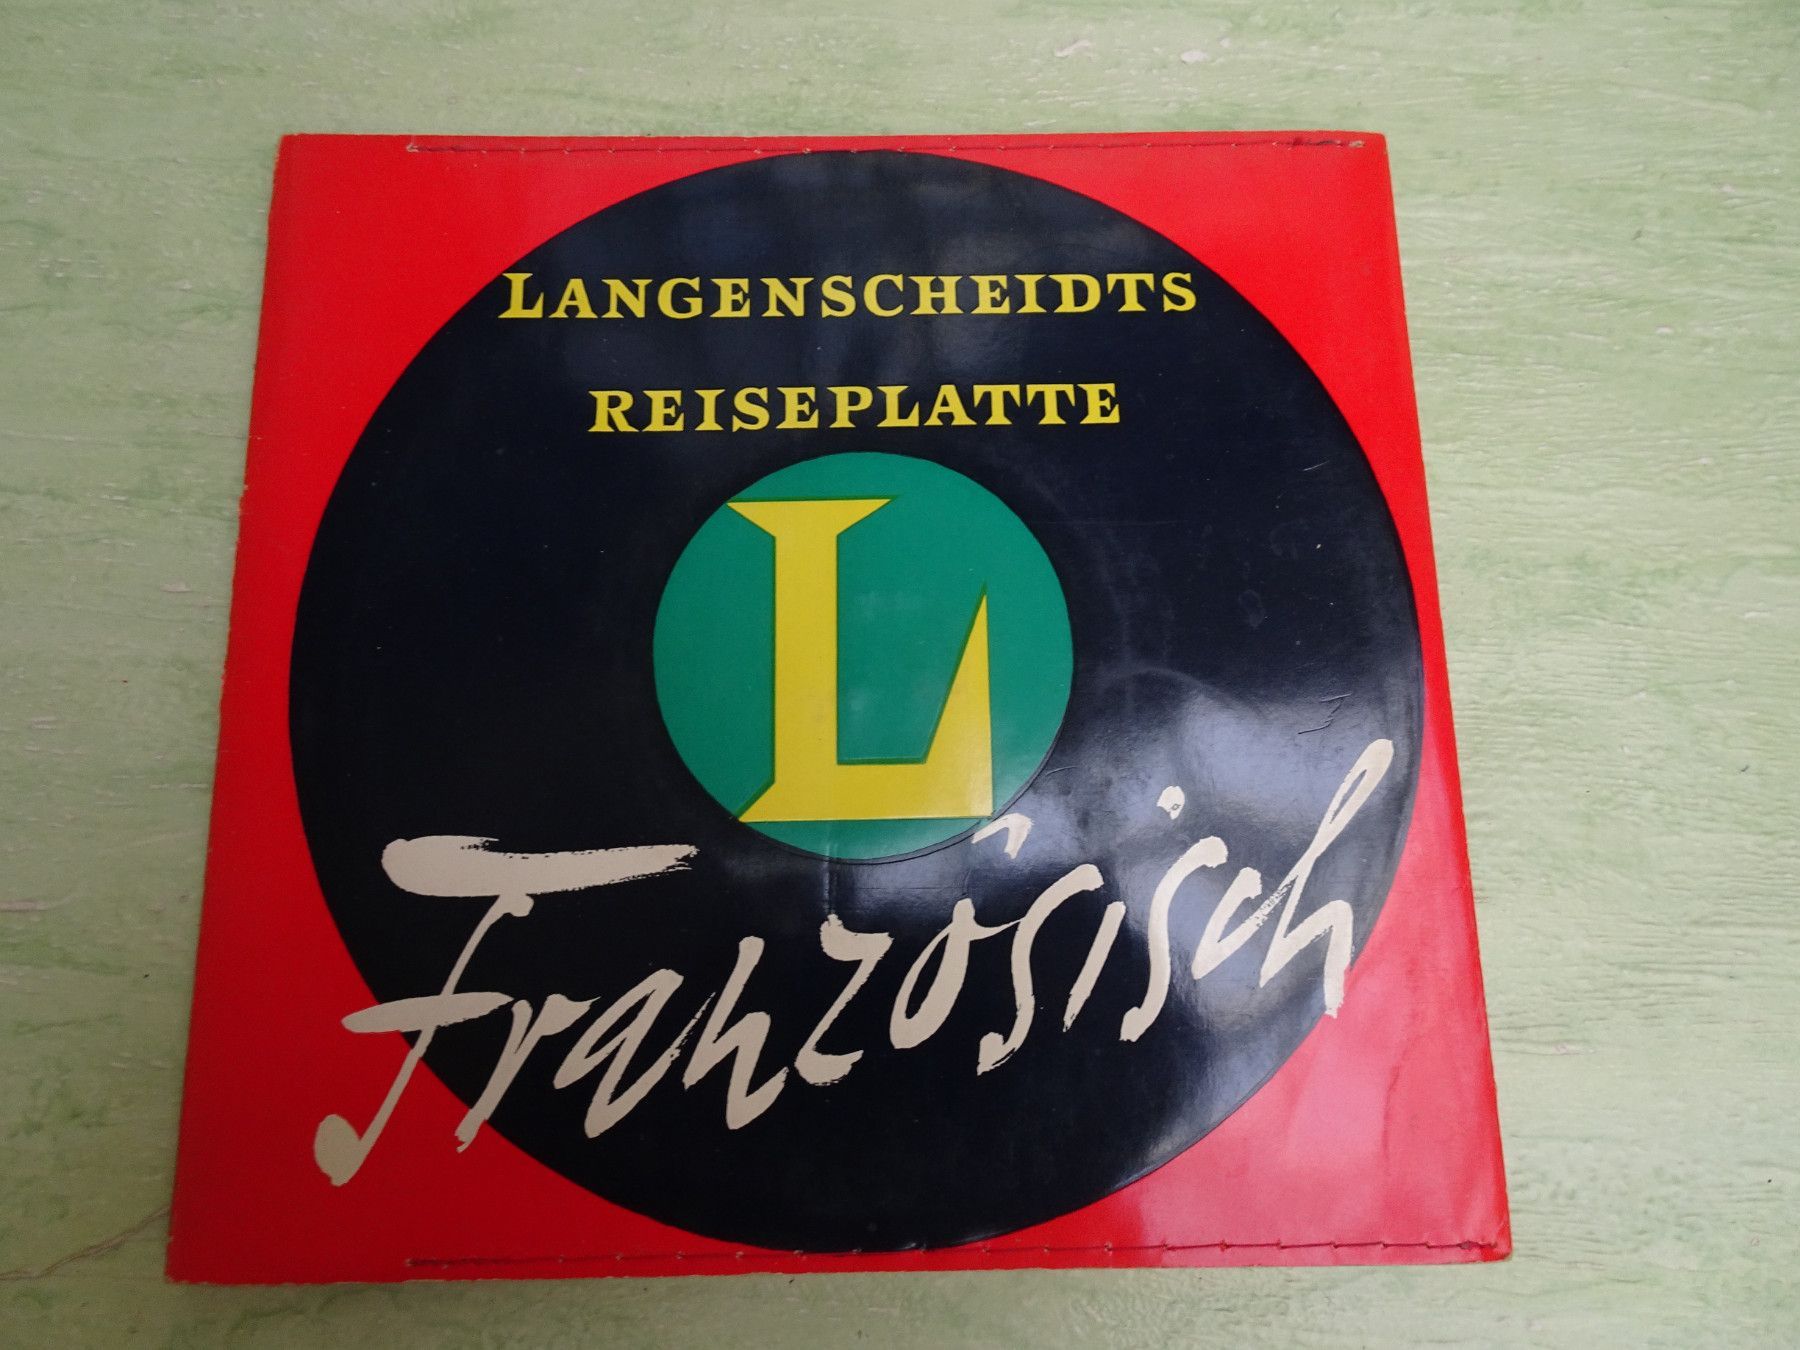 LANGENSCHEIDTS
REISEPLATTE
L
Französisch